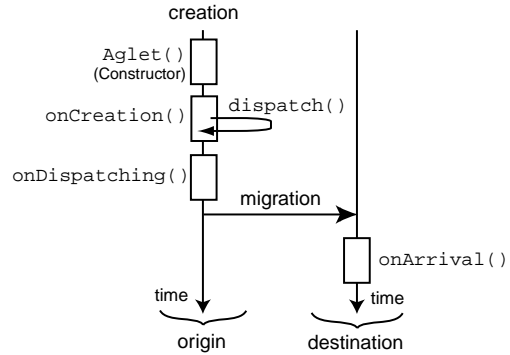 creation
Aglet()
(Constructor)
dispatch()
onCreation()
onDispatching()
migration
onArrival()
time
time
origin
destination